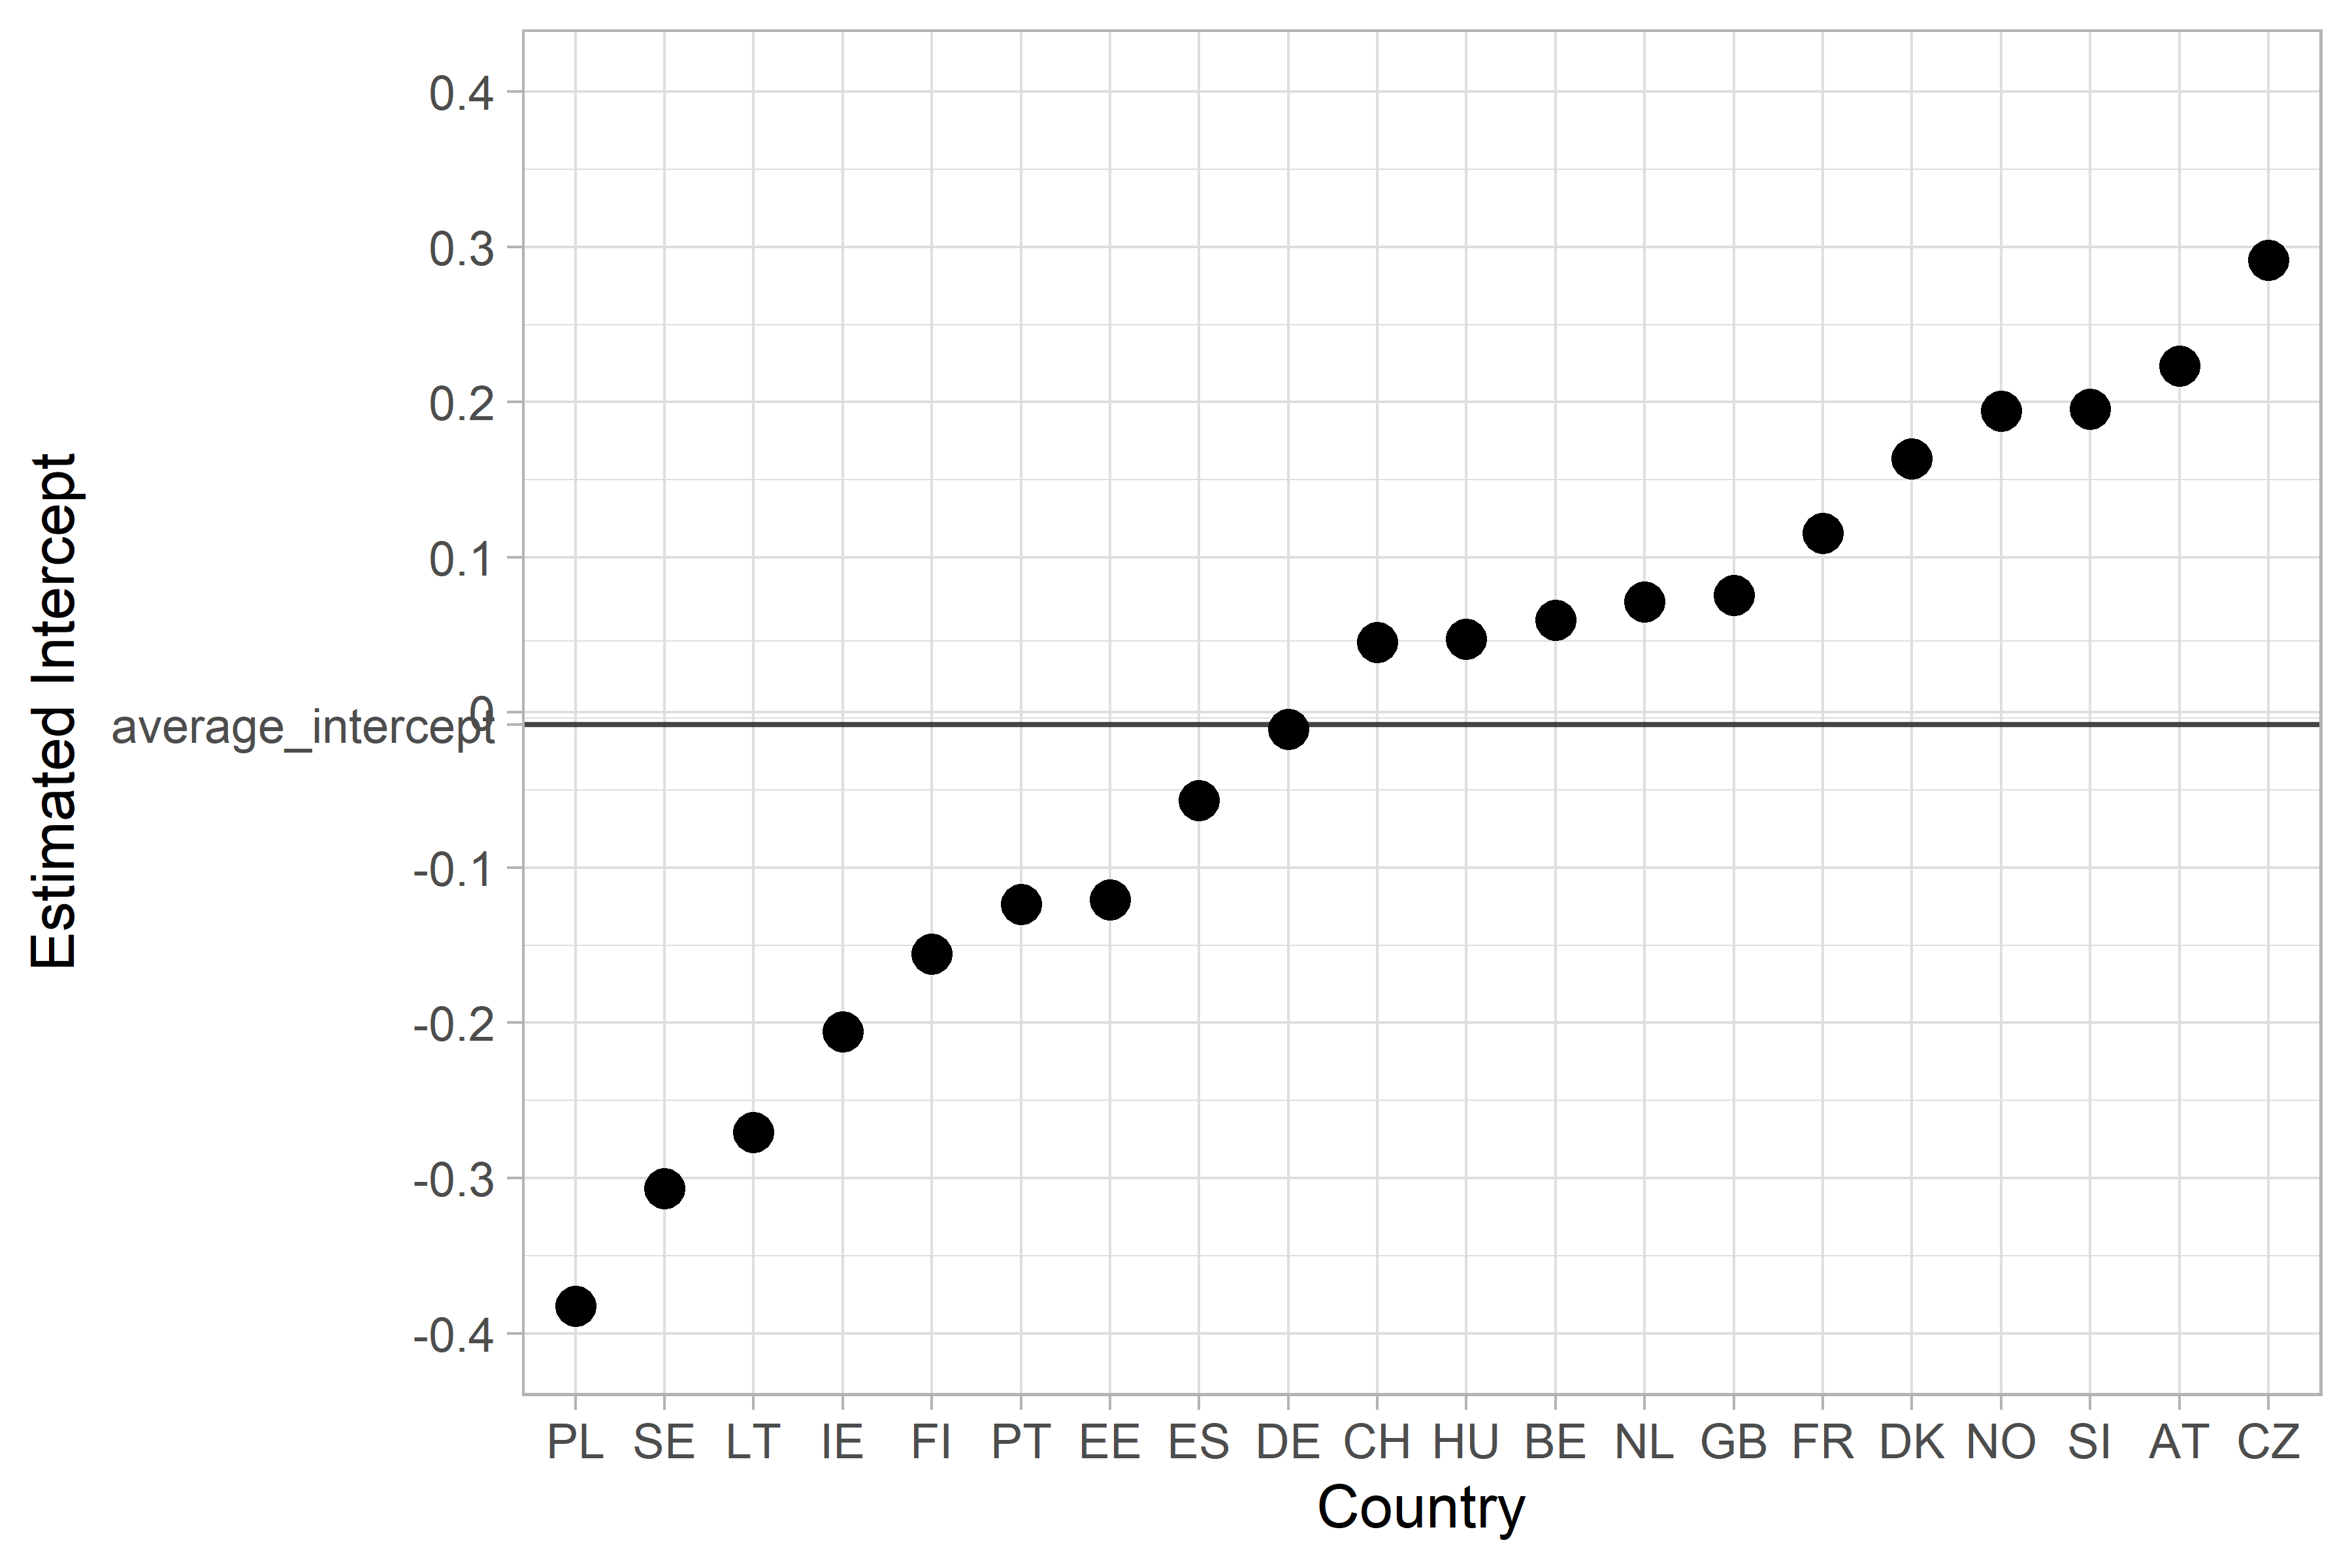 Estimated Intercept
0.4
0.3
0.2
0.1
0
average_intercept
-0.1
-0.2
-0.3
-0.4
PL SE LT IE FI PT EE ES DE CH HU BE NL GB FR DK NO SI AT CZ
Country